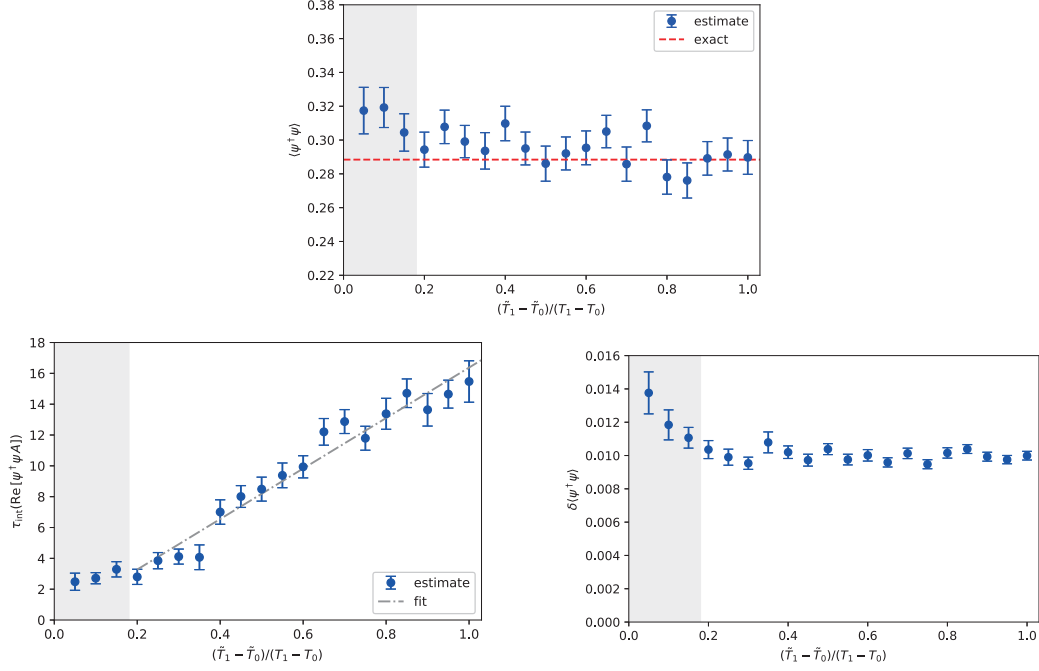 0.38
0.36
0.34
0.32
0.30
0.28
0.26
0.24
0.22
⟨ψ†ψ⟩
estimate
exact
0.0 0.2 0.4 0.6 0.8 1.0
(T̃₁ − T̃₀)/(T₁ − T₀)
18
16
14
12
10
8
6
4
2
0
τint(Re[ψ†ψA])
estimate
fit
0.0 0.2 0.4 0.6 0.8 1.0
(T̃₁ − T̃₀)/(T₁ − T₀)
0.016
0.014
0.012
0.010
0.008
0.006
0.004
0.002
0.000
δ⟨ψ†ψ⟩
0.0 0.2 0.4 0.6 0.8 1.0
(T̃₁ − T̃₀)/(T₁ − T₀)